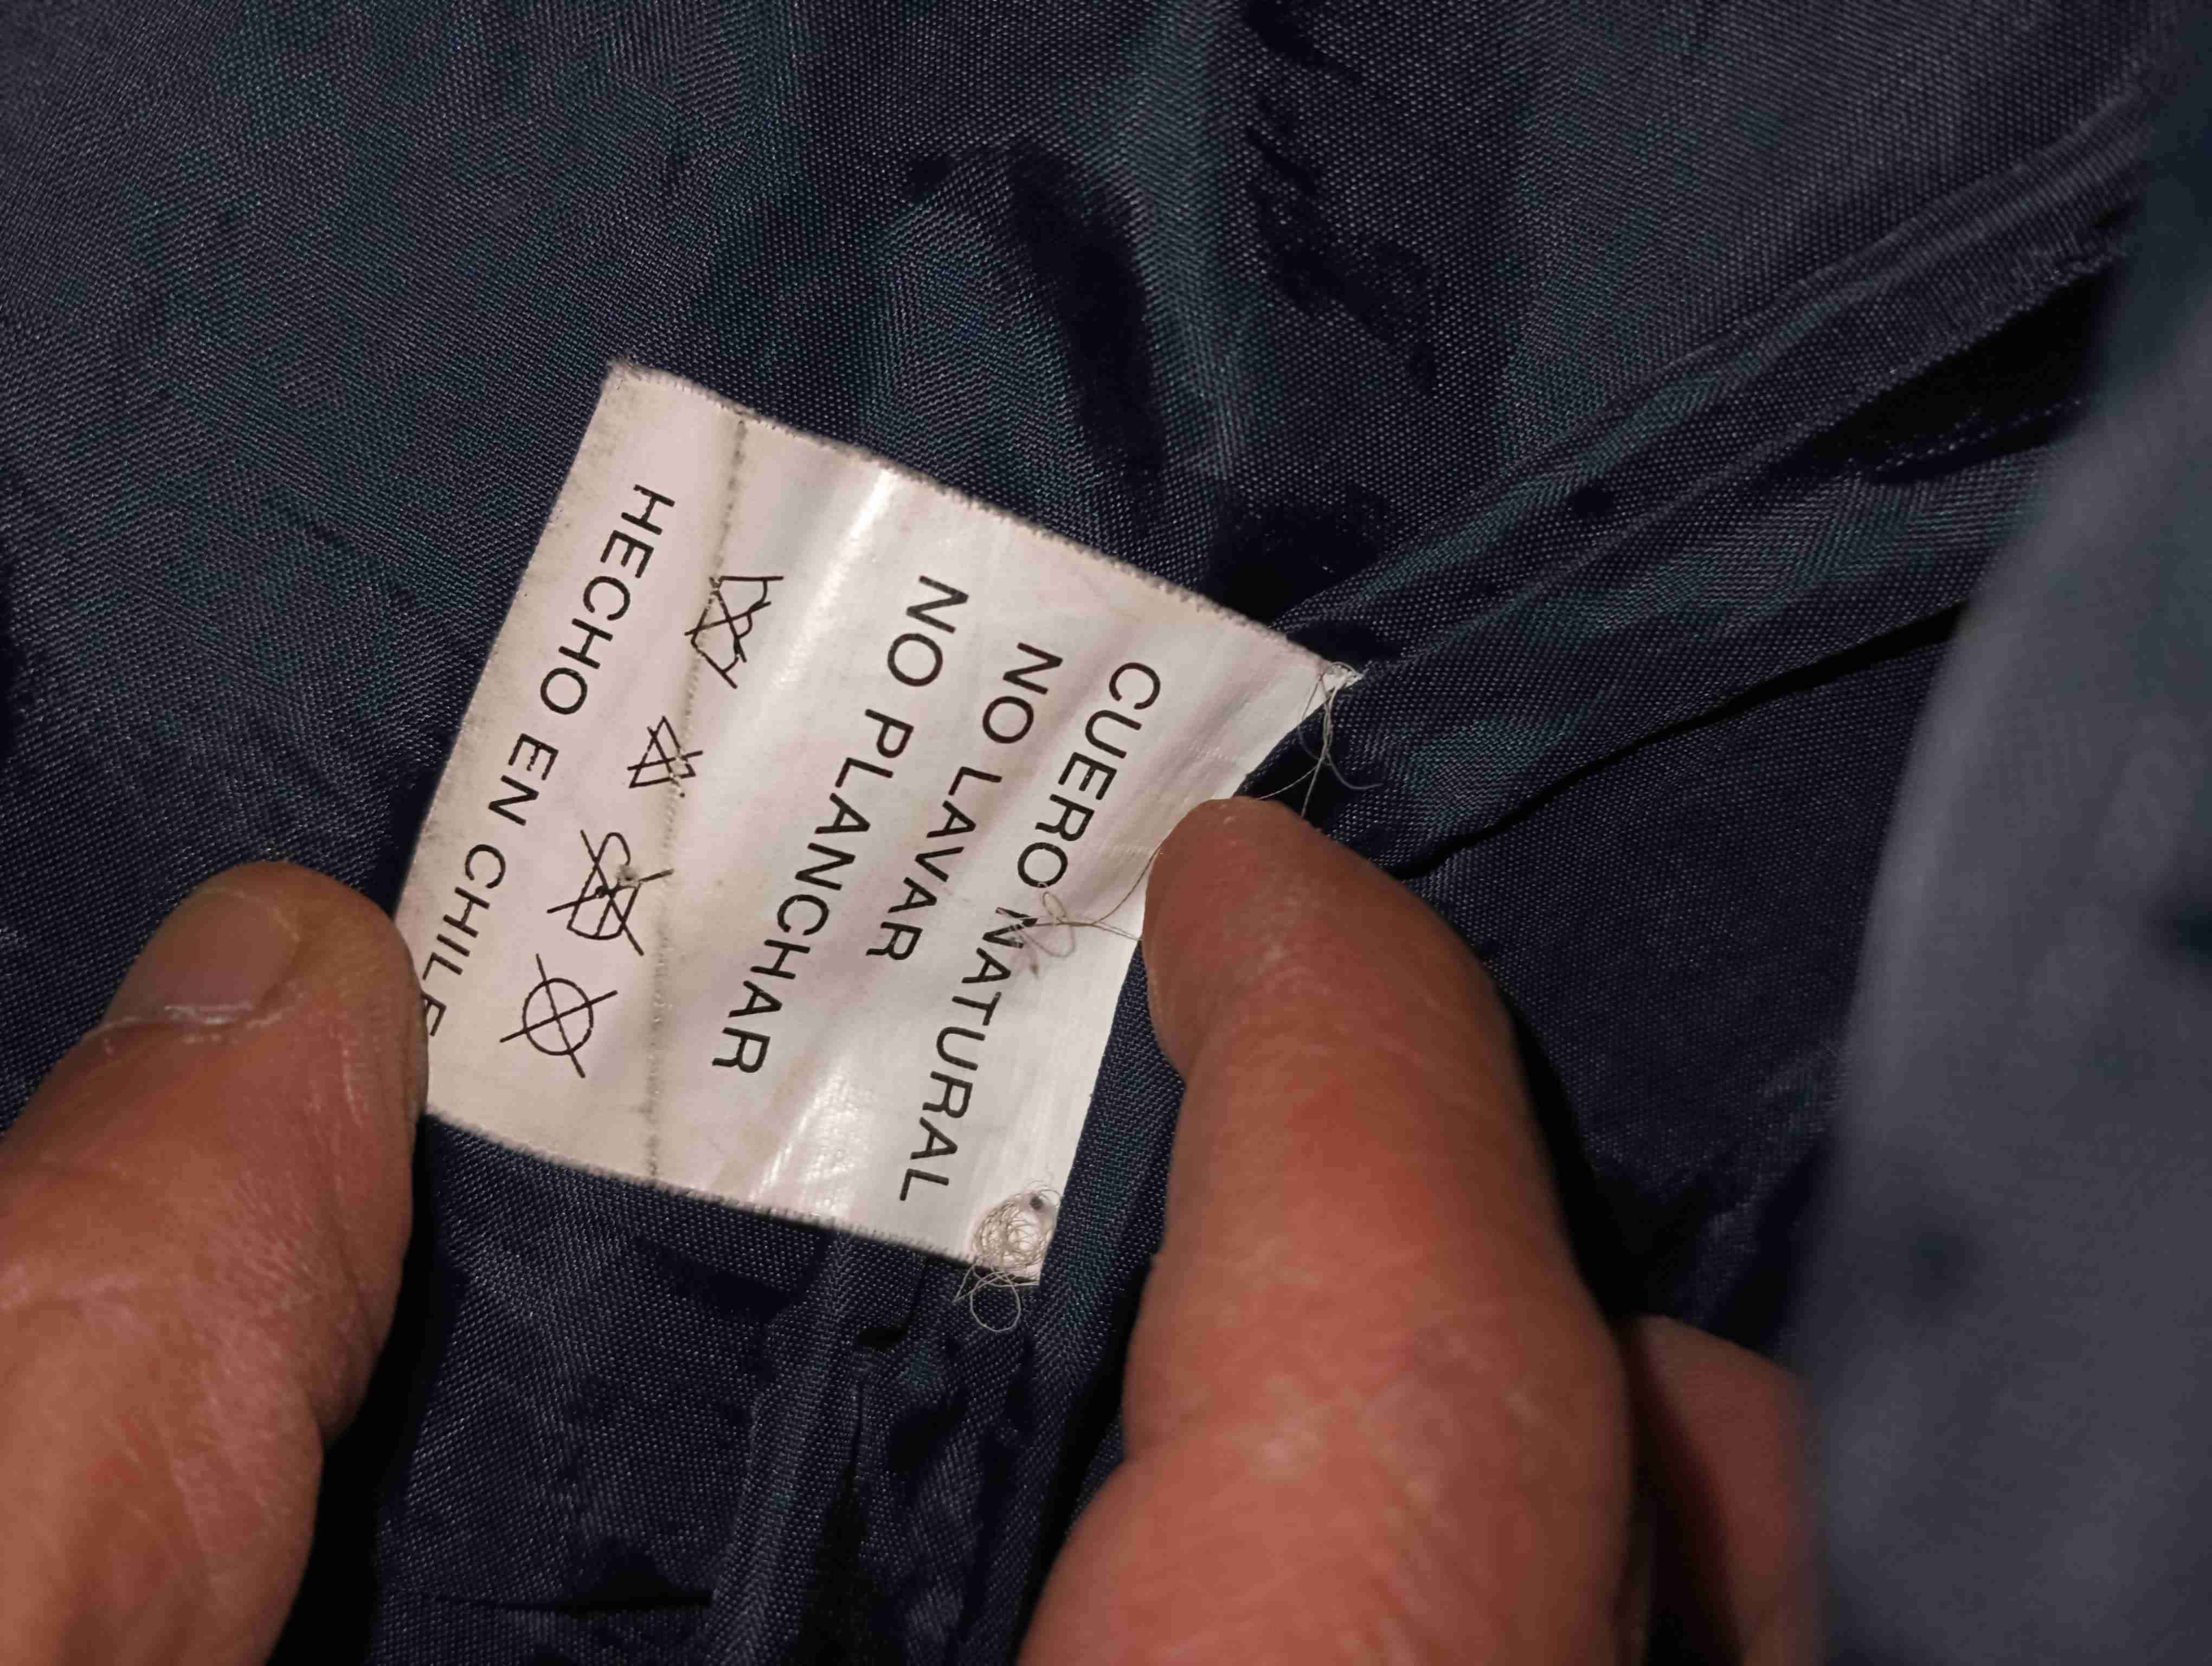 CUERO NATURAL
NO LAVAR
NO PLANCHAR
HECHO EN CHILE